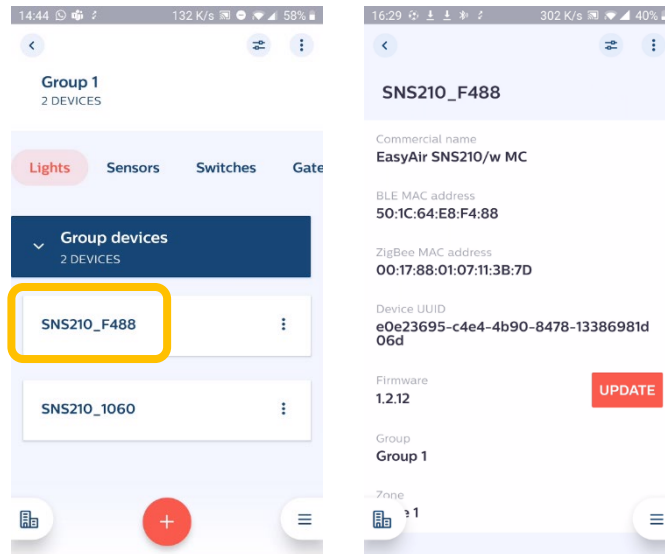 14:44 132 K/s 58%
Group 1
2 DEVICES
Lights Sensors Switches Gate
Group devices
2 DEVICES
SNS210_F488
SNS210_1060
16:29 302 K/s 40%
SNS210_F488
Commercial name
EasyAir SNS210/w MC
BLE MAC address
50:1C:64:E8:F4:88
ZigBee MAC address
00:17:88:01:07:11:3B:7D
Device UUID
e0e23695-c4e4-4b90-8478-13386981d
06d
Firmware
1.2.12
UPDATE
Group
Group 1
Zone
e 1